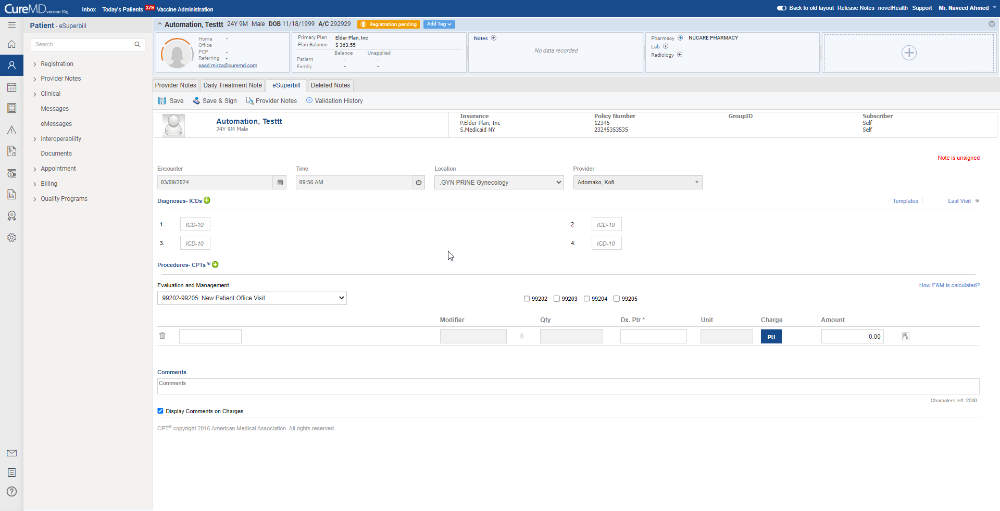 CureMD version 10g Inbox Today's Patients 379 Vaccine Administration Back to old layout Release Notes novelHealth Support Mr. Naveed Ahmed
Patient - eSuperbill
Search
Registration
Provider Notes
Clinical
Messages
eMessages
Interoperability
Documents
Appointment
Billing
Quality Programs
Automation, Testtt 24Y 9M Male DOB 11/18/1999 A/C 292929 Registration pending Add Tag
Home -
Office -
PCP -
Referring -
saad.mirza@curemd.com
Primary Plan Elder Plan, Inc
Plan Balance $ 363.55
Balance Unapplied
Patient - -
Family - -
Notes
No data recorded
Pharmacy NUCARE PHARMACY
Lab
Radiology
Provider Notes Daily Treatment Note eSuperbill Deleted Notes
Save Save & Sign Provider Notes Validation History
Automation, Testtt
24Y 9M Male
Insurance Policy Number GroupID Subscriber
P.Elder Plan, Inc 12345 Self
S.Medicaid NY 23245353535 Self
Note is unsigned
Encounter Time Location Provider
03/09/2024 09:56 AM .GYN PRINE Gynecology Adomako, Kofi
Diagnoses- ICDs Templates Last Visit
1. ICD-10 2. ICD-10
3. ICD-10 4. ICD-10
Procedures- CPTs ®
Evaluation and Management How E&M is calculated?
99202-99205: New Patient Office Visit 99202 99203 99204 99205
Modifier Qty Dx. Ptr * Unit Charge Amount
0 PU 0.00 Rx
Comments
Comments
Characters left: 2000
Display Comments on Charges
CPT® copyright 2016 American Medical Association. All rights reserved.